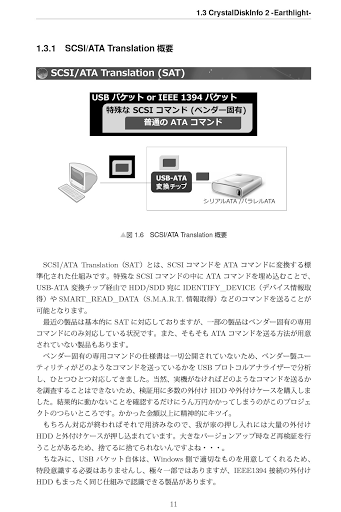 1.3 CrystalDiskInfo 2 -Earthlight-
1.3.1 SCSI/ATA Translation 概要
SCSI/ATA Translation (SAT)
USB パケット or IEEE 1394 パケット
特殊な SCSI コマンド (ベンダー固有)
普通の ATA コマンド
USB-ATA
変換チップ
シリアルATA /パラレルATA
▲図 1.6 SCSI/ATA Translation 概要
SCSI/ATA Translation（SAT）とは、SCSI コマンドを ATA コマンドに変換する標
準化された仕組みです。特殊な SCSI コマンドの中に ATA コマンドを埋め込むことで、
USB-ATA 変換チップ経由で HDD/SDD 宛に IDENTIFY_DEVICE（デバイス情報取
得）や SMART_READ_DATA（S.M.A.R.T. 情報取得）などのコマンドを送ることが
可能となります。
最近の製品は基本的に SAT に対応しておりますが、一部の製品はベンダー固有の専用
コマンドにのみ対応している状況です。また、そもそも ATA コマンドを送る方法が用意
されていない製品もあります。
ベンダー固有の専用コマンドの仕様書は一切公開されていないため、ベンダー製ユー
ティリティがどのようなコマンドを送っているかを USB プロトコルアナライザーで分析
し、ひとつひとつ対応してきました。当然、実機がなければどのようなコマンドを送るか
を調査することはできないため、検証用に多数の外付け HDD や外付けケースを購入しま
した。結果的に動かないことを確認するだけにうん万円かかってしまうのがこのプロジェ
クトのつらいところです。かかった金額以上に精神的にキツイ。
もちろん対応が終わればそれで用済みなので、我が家の押し入れには大量の外付け
HDD と外付けケースが押し込まれています。大きなバージョンアップ時など再検証を行
うことがあるため、捨てるに捨てられないんですよね・・・。
ちなみに、USB パケット自体は、Windows 側で適切なものを用意してくれるため、
特段意識する必要はありませんし、極々一部ではありますが、IEEE1394 接続の外付け
HDD もまったく同じ仕組みで認識できる製品があります。
11